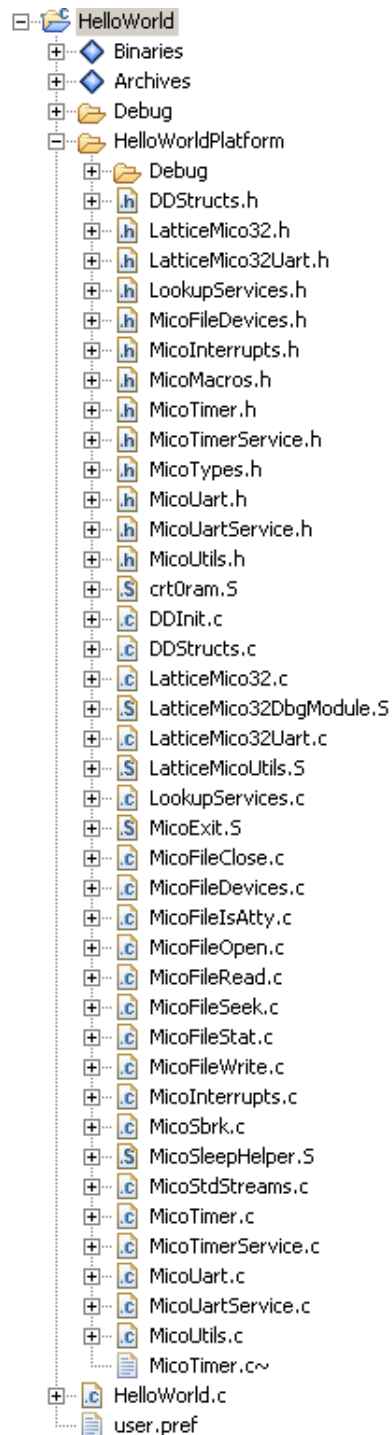 HelloWorld
Binaries
Archives
Debug
HelloWorldPlatform
Debug
DDStructs.h
LatticeMico32.h
LatticeMico32Uart.h
LookupServices.h
MicoFileDevices.h
MicoInterrupts.h
MicoMacros.h
MicoTimer.h
MicoTimerService.h
MicoTypes.h
MicoUart.h
MicoUartService.h
MicoUtils.h
crt0ram.S
DDInit.c
DDStructs.c
LatticeMico32.c
LatticeMico32DbgModule.S
LatticeMico32Uart.c
LatticeMicoUtils.S
LookupServices.c
MicoExit.S
MicoFileClose.c
MicoFileDevices.c
MicoFileIsAtty.c
MicoFileOpen.c
MicoFileRead.c
MicoFileSeek.c
MicoFileStat.c
MicoFileWrite.c
MicoInterrupts.c
MicoSbrk.c
MicoSleepHelper.S
MicoStdStreams.c
MicoTimer.c
MicoTimerService.c
MicoUart.c
MicoUartService.c
MicoUtils.c
MicoTimer.c~
HelloWorld.c
user.pref